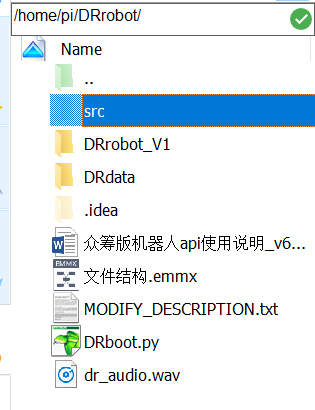 /home/pi/DRrobot/
Name
..
src
DRrobot_V1
DRdata
.idea
众筹版机器人api使用说明_v6...
文件结构.emmx
MODIFY_DESCRIPTION.txt
DRboot.py
dr_audio.wav